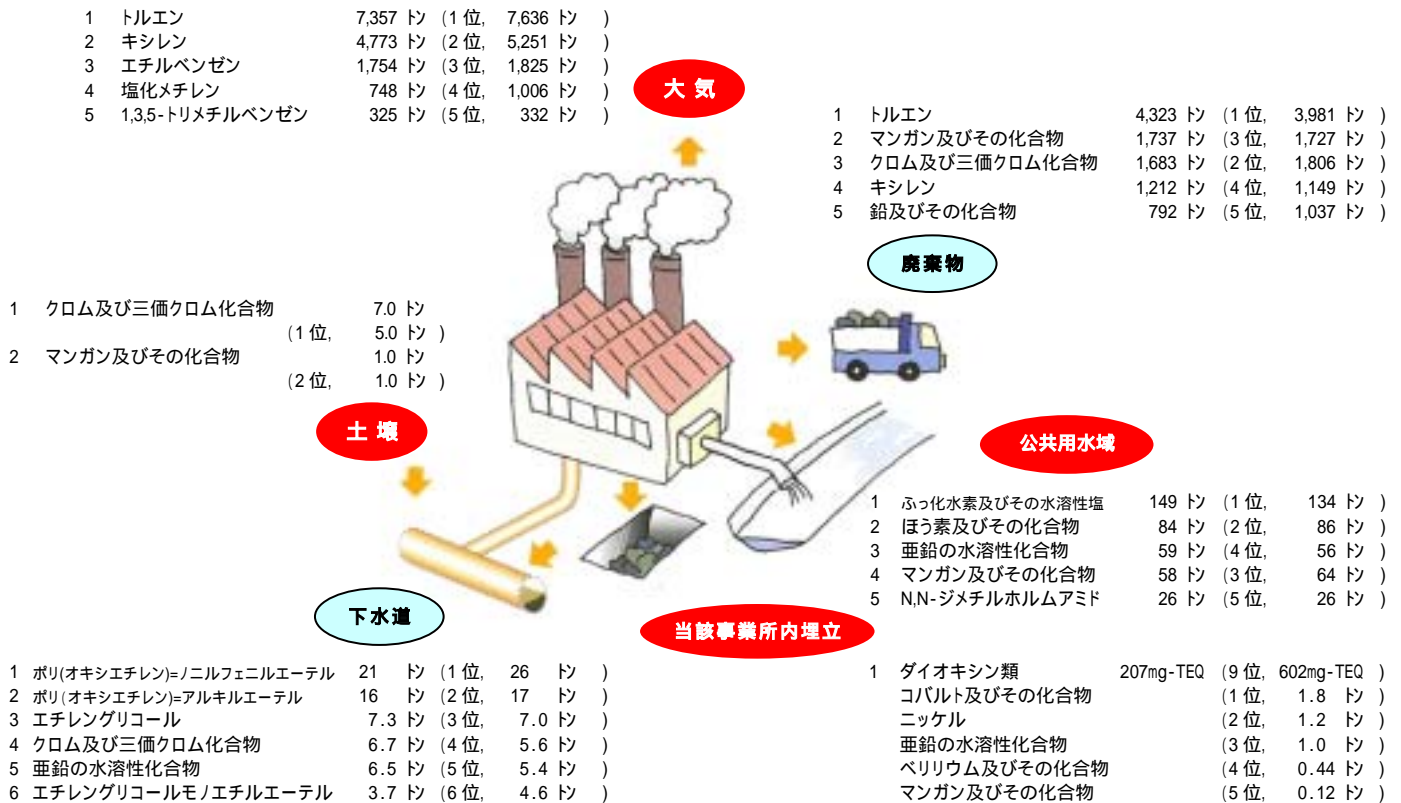 1 トルエン 7,357 トン (1 位, 7,636 トン )
2 キシレン 4,773 トン (2 位, 5,251 トン )
3 エチルベンゼン 1,754 トン (3 位, 1,825 トン )
4 塩化メチレン 748 トン (4 位, 1,006 トン )
5 1,3,5-トリメチルベンゼン 325 トン (5 位, 332 トン )
大 気
1 トルエン 4,323 トン (1 位, 3,981 トン )
2 マンガン及びその化合物 1,737 トン (3 位, 1,727 トン )
3 クロム及び三価クロム化合物 1,683 トン (2 位, 1,806 トン )
4 キシレン 1,212 トン (4 位, 1,149 トン )
5 鉛及びその化合物 792 トン (5 位, 1,037 トン )
廃棄物
1 クロム及び三価クロム化合物 7.0 トン
(1 位, 5.0 トン )
2 マンガン及びその化合物 1.0 トン
(2 位, 1.0 トン )
土 壌
公共用水域
1 ふっ化水素及びその水溶性塩 149 トン (1 位, 134 トン )
2 ほう素及びその化合物 84 トン (2 位, 86 トン )
3 亜鉛の水溶性化合物 59 トン (4 位, 56 トン )
4 マンガン及びその化合物 58 トン (3 位, 64 トン )
5 N,N-ジメチルホルムアミド 26 トン (5 位, 26 トン )
下水道
1 ポリ(オキシエチレン)=ノニルフェニルエーテル 21 トン (1 位, 26 トン )
2 ポリ(オキシエチレン)=アルキルエーテル 16 トン (2 位, 17 トン )
3 エチレングリコール 7.3 トン (3 位, 7.0 トン )
4 クロム及び三価クロム化合物 6.7 トン (4 位, 5.6 トン )
5 亜鉛の水溶性化合物 6.5 トン (5 位, 5.4 トン )
6 エチレングリコールモノエチルエーテル 3.7 トン (6 位, 4.6 トン )
当該事業所内埋立
1 ダイオキシン類 207mg-TEQ (9 位, 602mg-TEQ )
コバルト及びその化合物 (1 位, 1.8 トン )
ニッケル (2 位, 1.2 トン )
亜鉛の水溶性化合物 (3 位, 1.0 トン )
ベリリウム及びその化合物 (4 位, 0.44 トン )
マンガン及びその化合物 (5 位, 0.12 トン )